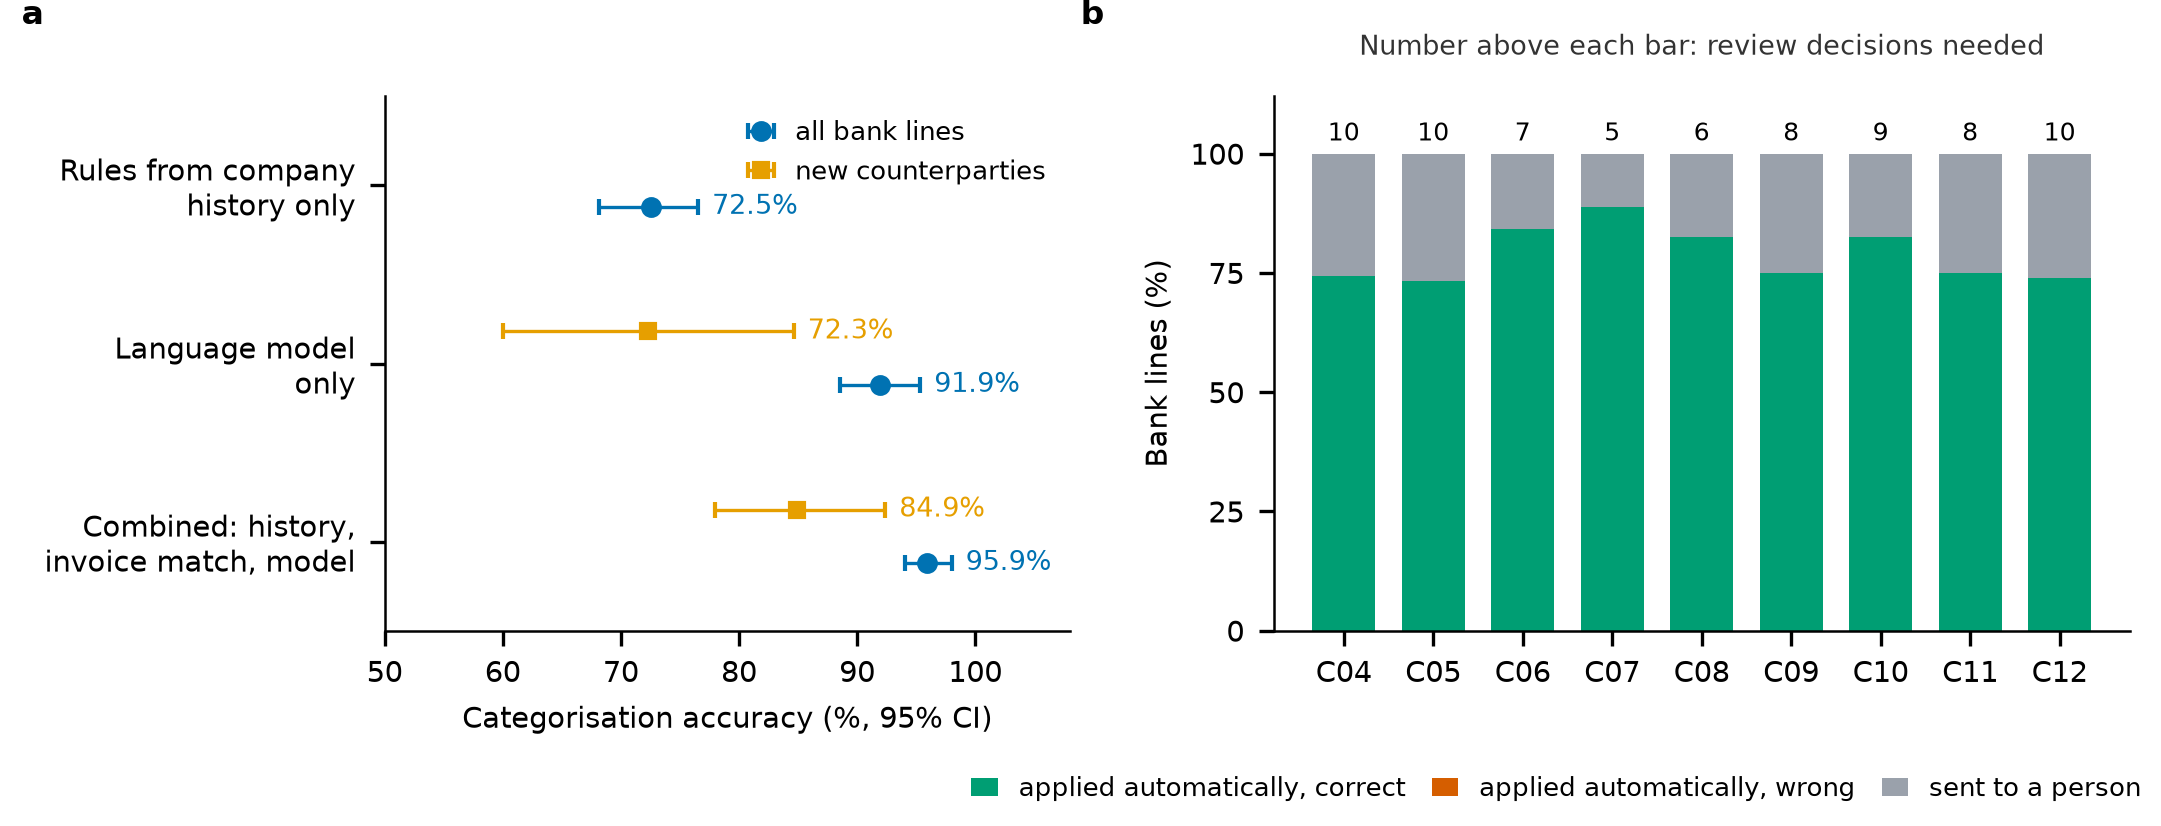 a
all bank lines
new counterparties
Rules from company
history only
72.5%
Language model
only
72.3%
91.9%
Combined: history,
invoice match, model
84.9%
95.9%
50 60 70 80 90 100
Categorisation accuracy (%, 95% CI)
b
Number above each bar: review decisions needed
10 10 7 5 6 8 9 8 10
Bank lines (%)
100
75
50
25
0
C04 C05 C06 C07 C08 C09 C10 C11 C12
applied automatically, correct applied automatically, wrong sent to a person